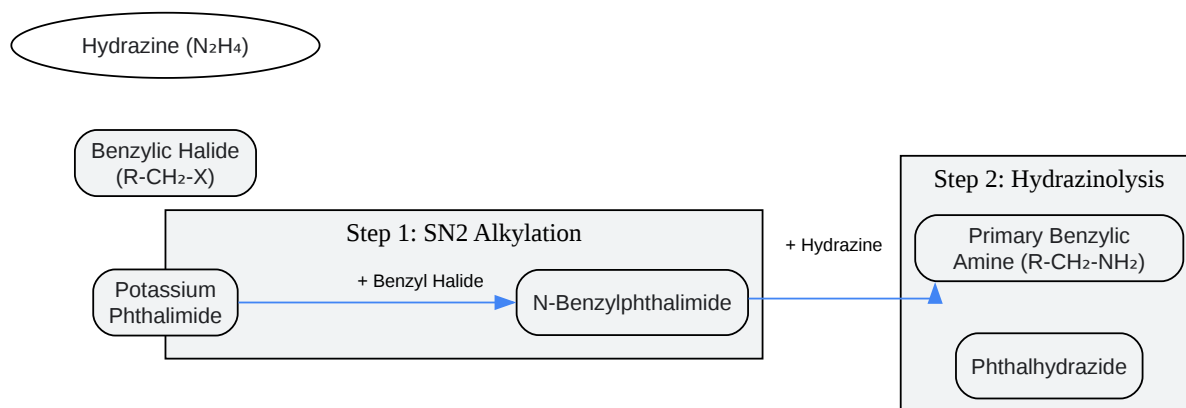 Hydrazine (N₂H₄)
Benzylic Halide
(R-CH₂-X)
Step 1: SN2 Alkylation
Potassium
Phthalimide
+ Benzyl Halide
N-Benzylphthalimide
+ Hydrazine
Step 2: Hydrazinolysis
Primary Benzylic
Amine (R-CH₂-NH₂)
Phthalhydrazide